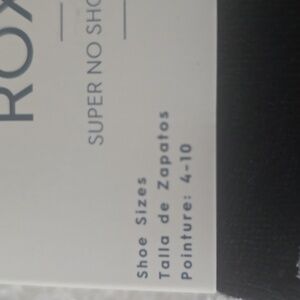 ROX
SUPER NO SHO
Shoe Sizes
Talla de Zapatos
Pointure: 4-10